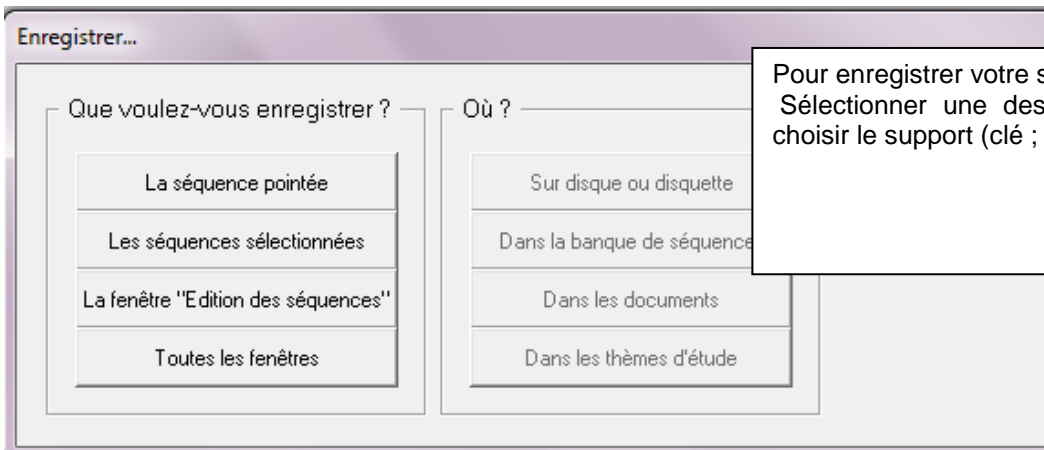 Enregistrer...
Que voulez-vous enregistrer ?
La séquence pointée
Les séquences sélectionnées
La fenêtre "Edition des séquences"
Toutes les fenêtres
Où ?
Sur disque ou disquette
Dans la banque de séquence
Dans les documents
Dans les thèmes d'étude
Pour enregistrer votre s
Sélectionner une des
choisir le support (clé ;